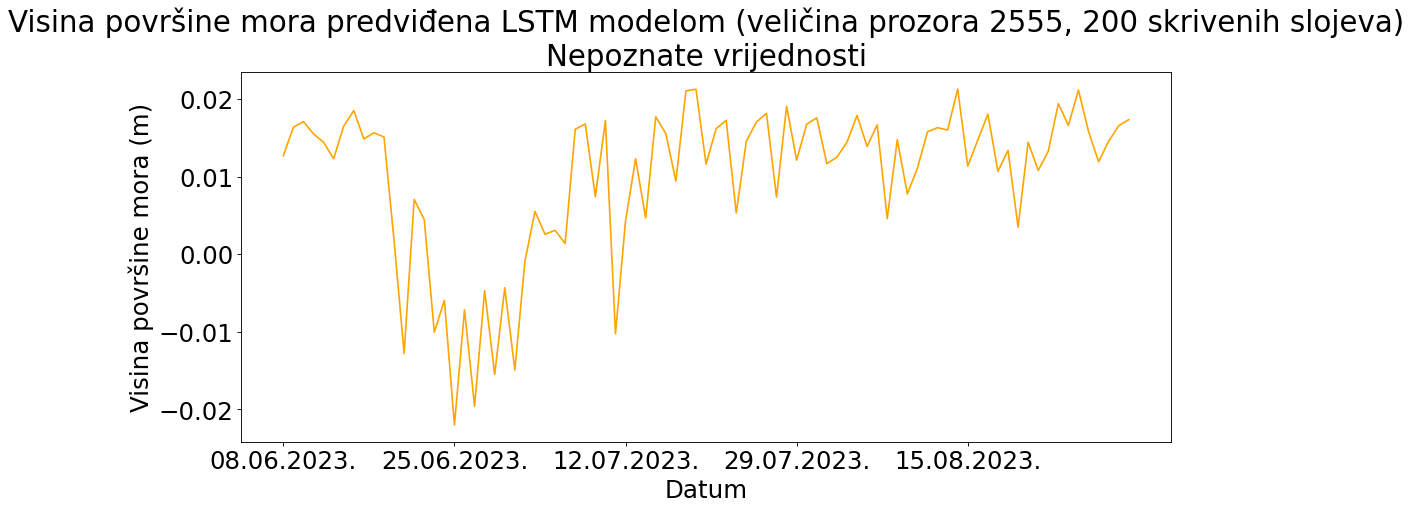 Visina površine mora predviđena LSTM modelom (veličina prozora 2555, 200 skrivenih slojeva)
Nepoznate vrijednosti
Visina površine mora (m)
0.02
0.01
0.00
−0.01
−0.02
08.06.2023. 25.06.2023. 12.07.2023. 29.07.2023. 15.08.2023.
Datum